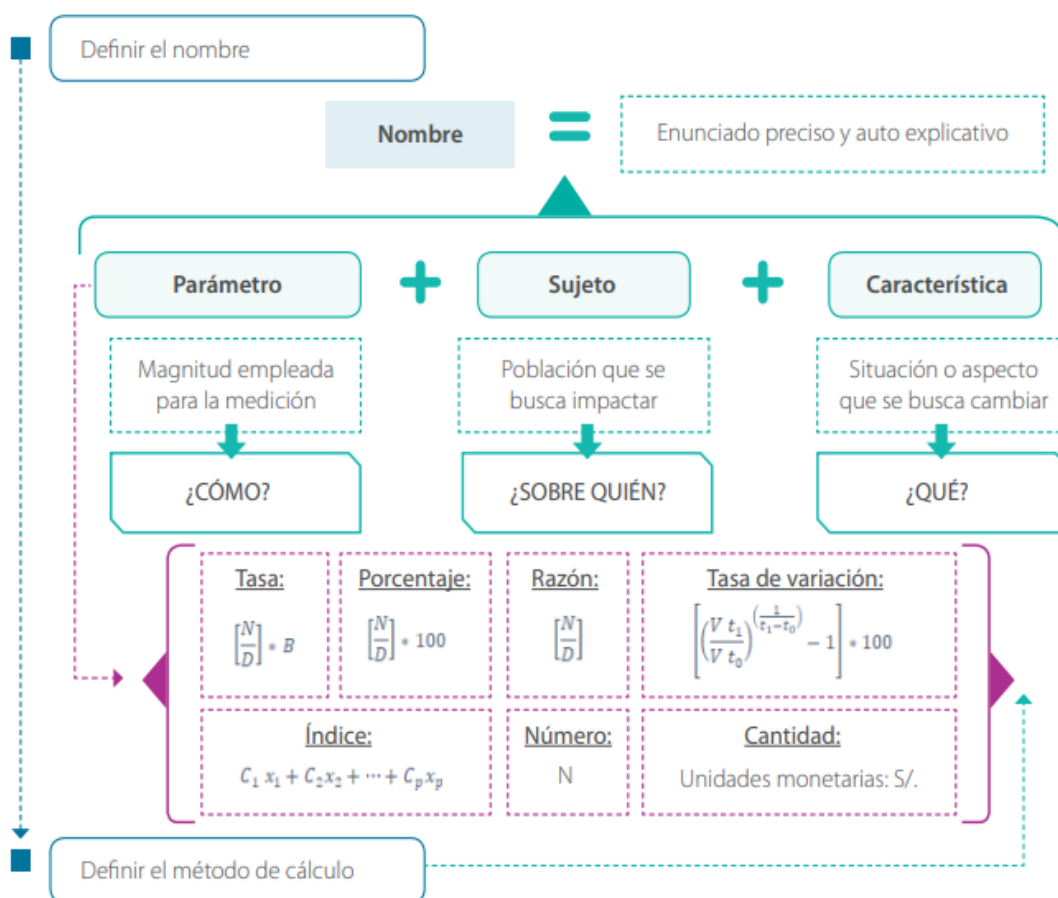 Definir el nombre
Nombre
=
Enunciado preciso y auto explicativo
Parámetro
+
Sujeto
+
Característica
Magnitud empleada
para la medición
Población que se
busca impactar
Situación o aspecto
que se busca cambiar
¿CÓMO?
¿SOBRE QUIÉN?
¿QUÉ?
Tasa:
[N/D] * B
Porcentaje:
[N/D] * 100
Razón:
[N/D]
Tasa de variación:
[(V t₁/V t₀)^(1/(t₁−t₀)) − 1] * 100
Índice:
C₁ x₁ + C₂x₂ + ⋯ + Cₚxₚ
Número:
N
Cantidad:
Unidades monetarias: S/.
Definir el método de cálculo